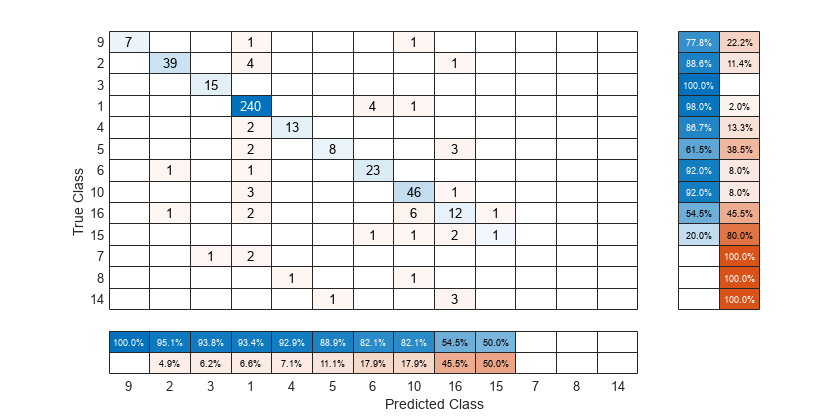 9 7 1 1 77.8% 22.2%
2 39 4 1 88.6% 11.4%
3 15 100.0%
1 240 4 1 98.0% 2.0%
4 2 13 86.7% 13.3%
5 2 8 3 61.5% 38.5%
6 1 1 23 92.0% 8.0%
10 3 46 1 92.0% 8.0%
16 1 2 6 12 1 54.5% 45.5%
15 1 1 2 1 20.0% 80.0%
7 1 2 100.0%
8 1 1 100.0%
14 1 3 100.0%
True Class
100.0% 95.1% 93.8% 93.4% 92.9% 88.9% 82.1% 82.1% 54.5% 50.0%
4.9% 6.2% 6.6% 7.1% 11.1% 17.9% 17.9% 45.5% 50.0%
9 2 3 1 4 5 6 10 16 15 7 8 14
Predicted Class